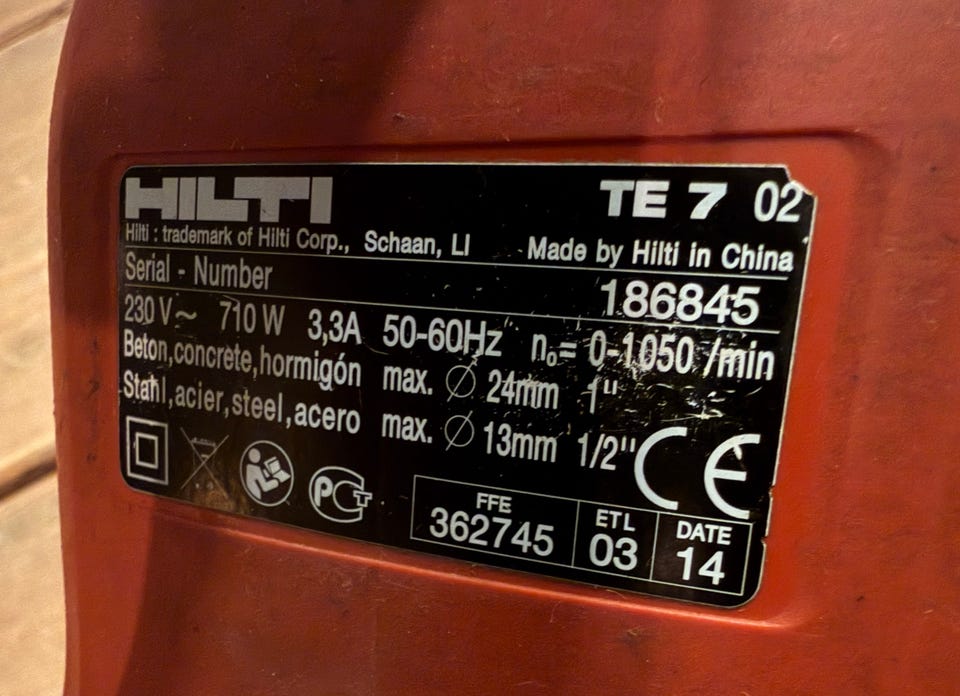 HILTI TE 7 02
Hilti : trademark of Hilti Corp., Schaan, LI Made by Hilti in China
Serial - Number 186845
230 V~ 710 W 3,3A 50-60Hz n₀= 0-1050 /min
Beton,concrete,hormigón max. ∅ 24mm 1"
Stahl,acier,steel,acero max. ∅ 13mm 1/2"
CE
PCT
FFE ETL DATE
362745 03 14